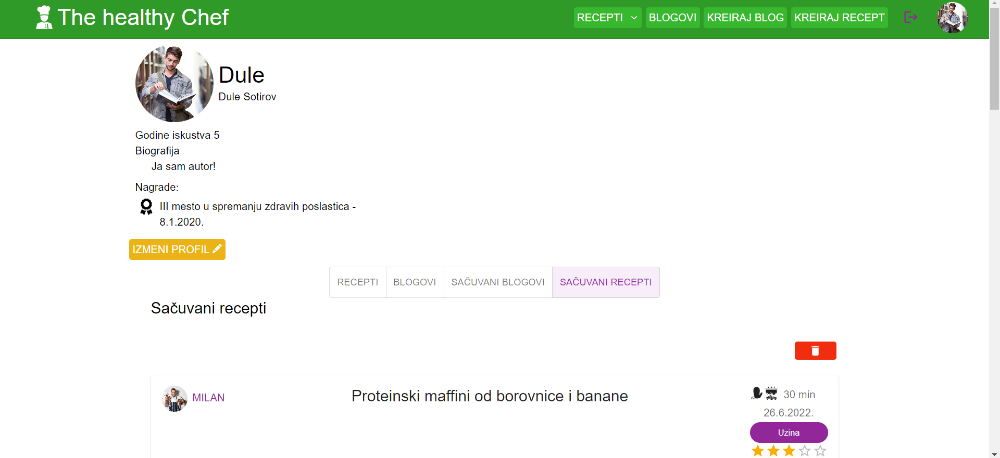 The healthy Chef
RECEPTI
BLOGOVI
KREIRAJ BLOG
KREIRAJ RECEPT
Dule
Dule Sotirov
Godine iskustva 5
Biografija
Ja sam autor!
Nagrade:
III mesto u spremanju zdravih poslastica -
8.1.2020.
IZMENI PROFIL
RECEPTI
BLOGOVI
SAČUVANI BLOGOVI
SAČUVANI RECEPTI
Sačuvani recepti
MILAN
Proteinski maffini od borovnice i banane
30 min
26.6.2022.
Uzina